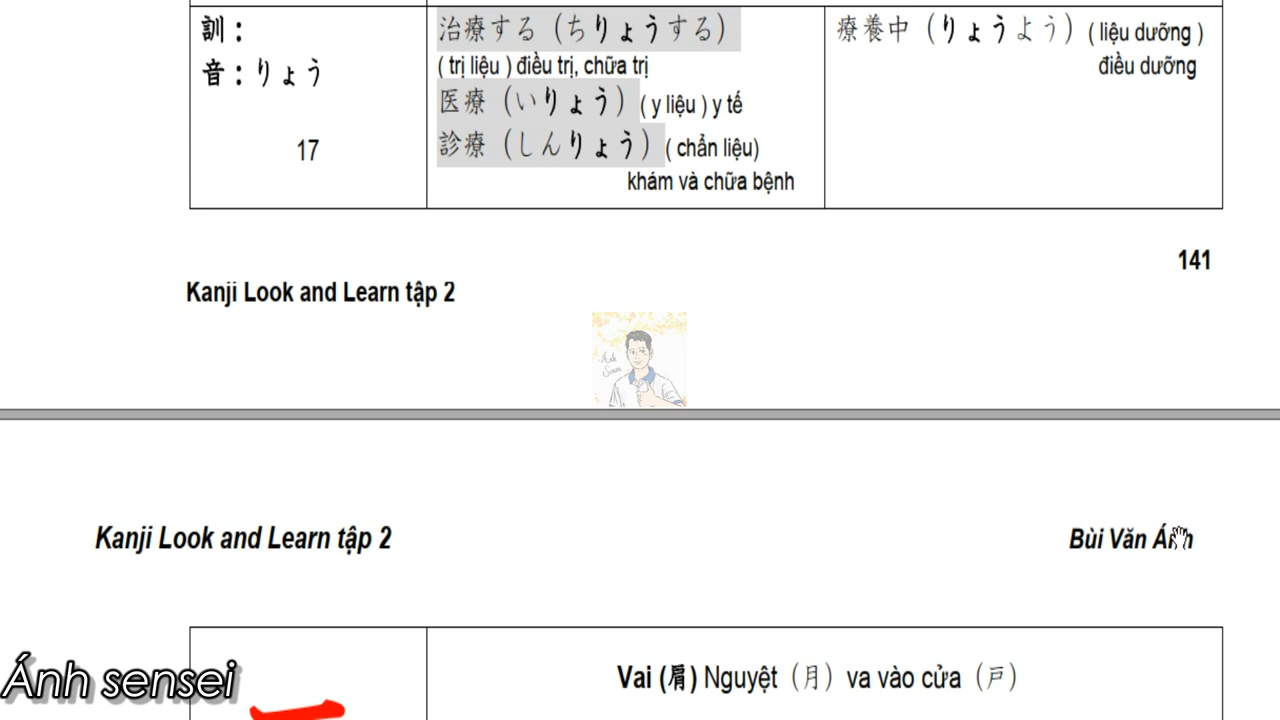 訓：
音：りょう
17
治療する（ちりょうする）
( trị liệu ) điều trị, chữa trị
医療（いりょう）( y liệu ) y tế
診療（しんりょう）( chẩn liệu)
khám và chữa bệnh
療養中（りょうよう）( liệu dưỡng )
điều dưỡng
141
Kanji Look and Learn tập 2
Ánh
Sensei
Kanji Look and Learn tập 2
Bùi Văn Ánh
Vai (肩) Nguyệt（月）va vào cửa（戸）
Ánh sensei